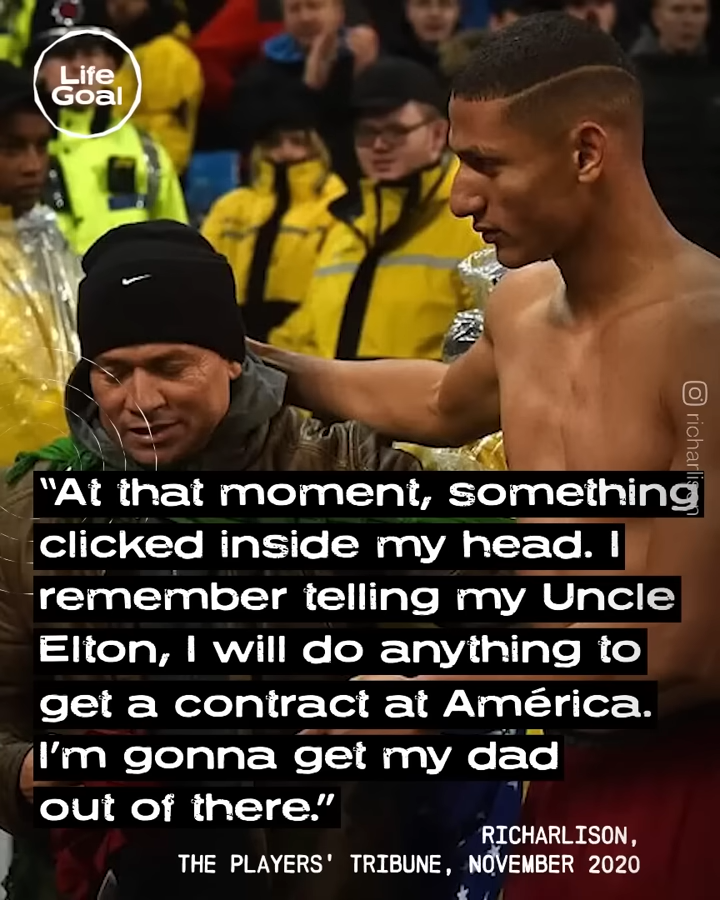 Life
Goal
“At that moment, something
clicked inside my head. I
remember telling my Uncle
Elton, I will do anything to
get a contract at América.
I’m gonna get my dad
out of there.”
RICHARLISON,
THE PLAYERS' TRIBUNE, NOVEMBER 2020
richarlison